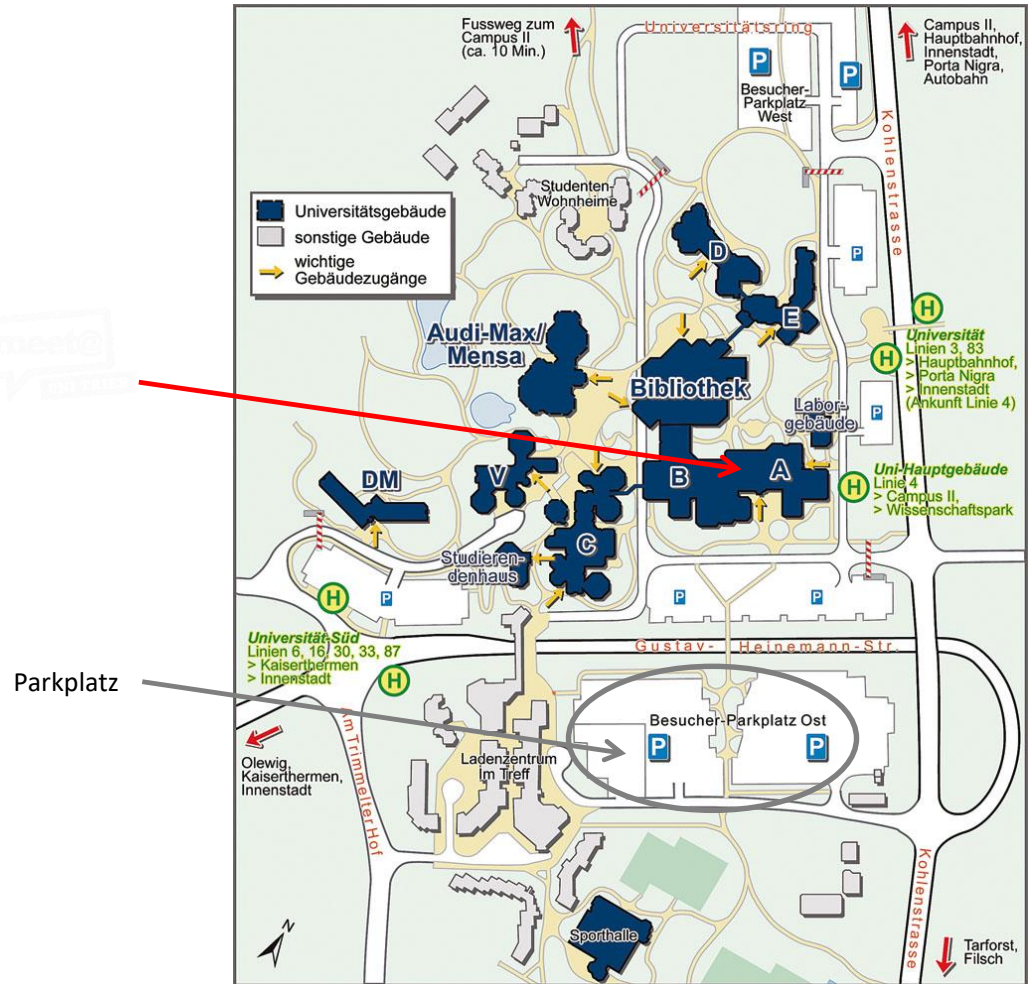 Fussweg zum
Campus II
(ca. 10 Min.)
Universitätsring
Campus II,
Hauptbahnhof,
Innenstadt,
Porta Nigra,
Autobahn
P
P
Besucher-
Parkplatz
West
Kohlenstrasse
Studenten-
Wohnheime
Universitätsgebäude
sonstige Gebäude
wichtige
Gebäudezugänge
D
P
E
H
H
Universität
Linien 3, 83
> Hauptbahnhof,
> Porta Nigra
> Innenstadt
(Ankunft Linie 4)
Audi-Max/
Mensa
meet@
Bibliothek
Labor-
gebäude
P
DM
V
B
A
H
Uni-Hauptgebäude
Linie 4
> Campus II,
> Wissenschaftspark
C
Studieren-
denhaus
P
P
P
H
Universität-Süd
Linien 6, 16, 30, 33, 87
> Kaiserthermen
> Innenstadt
H
Gustav-Heinemann-Str.
Parkplatz
Besucher-Parkplatz Ost
P
P
Olewig,
Kaiserthermen,
Innenstadt
Am Trimmelter Hof
Ladenzentrum
Im Treff
Kohlenstrasse
N
Sporthalle
Tarforst,
Filsch